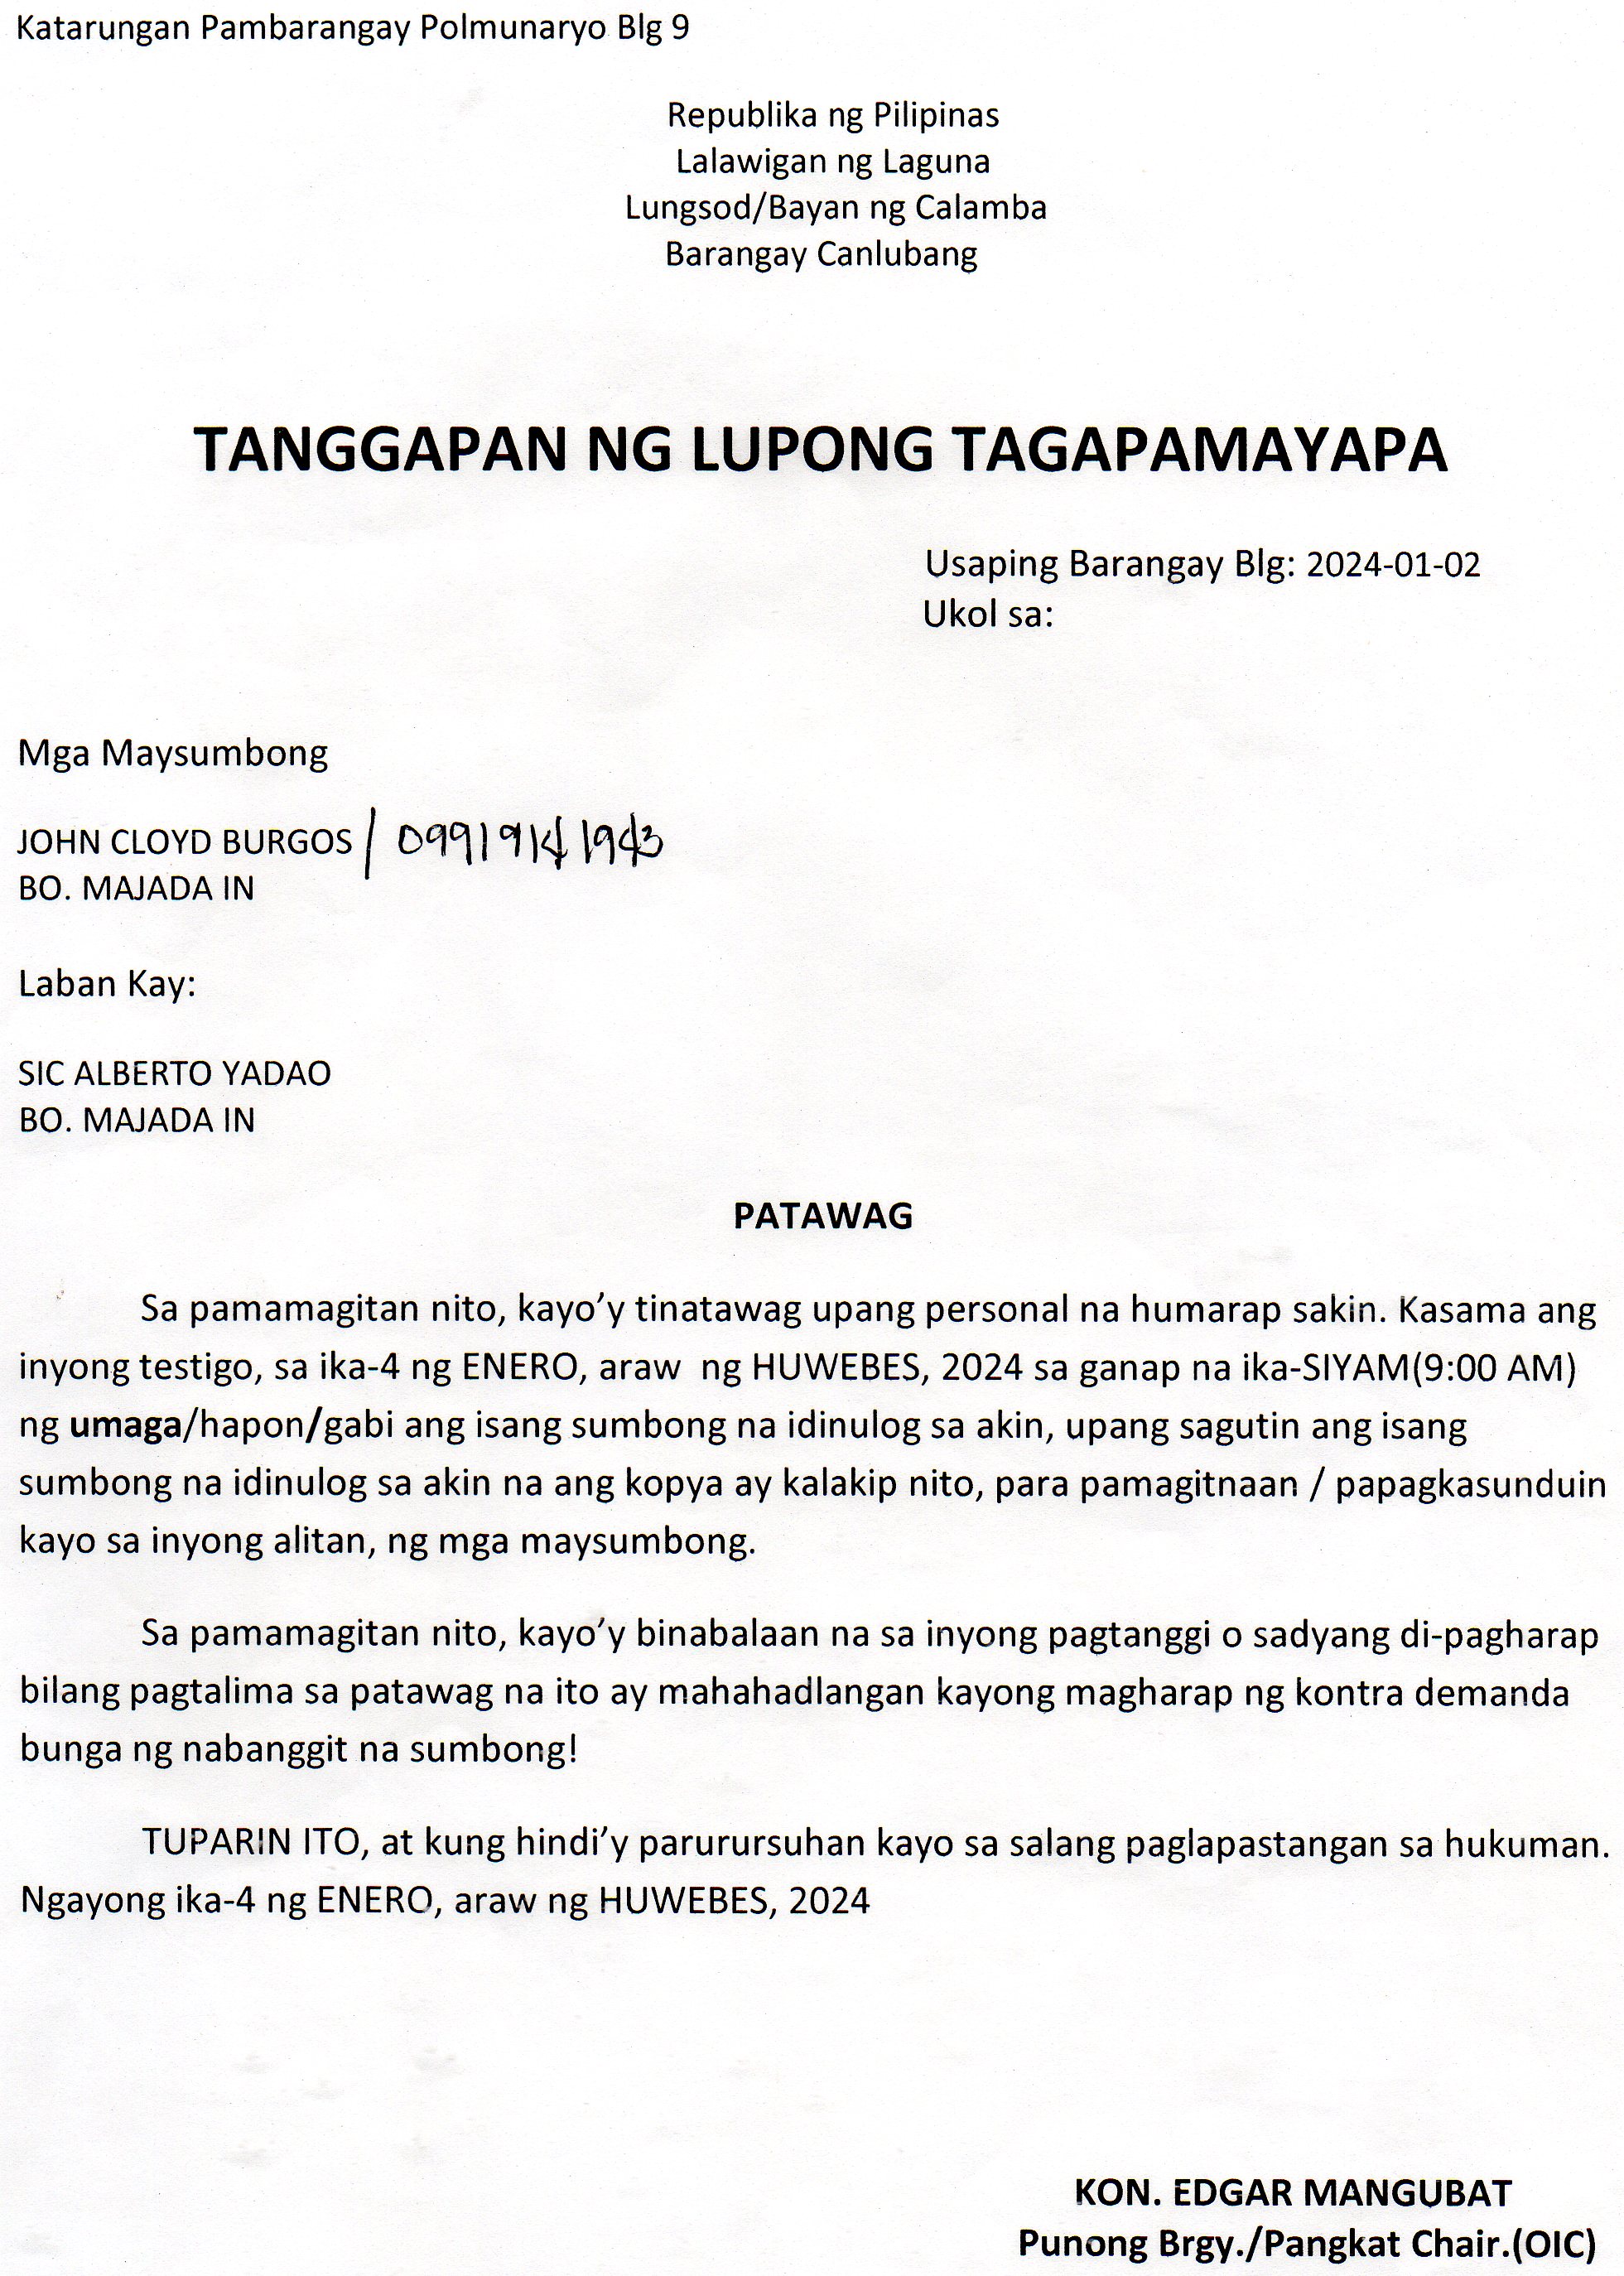 Katarungan Pambarangay Polmunaryo Blg 9
Republika ng Pilipinas
Lalawigan ng Laguna
Lungsod/Bayan ng Calamba
Barangay Canlubang
TANGGAPAN NG LUPONG TAGAPAMAYAPA
Usaping Barangay Blg: 2024-01-02
Ukol sa:
Mga Maysumbong
JOHN CLOYD BURGOS / 0991 914 1943
BO. MAJADA IN
Laban Kay:
SIC ALBERTO YADAO
BO. MAJADA IN
PATAWAG
Sa pamamagitan nito, kayo’y tinatawag upang personal na humarap sakin. Kasama ang
inyong testigo, sa ika-4 ng ENERO, araw ng HUWEBES, 2024 sa ganap na ika-SIYAM(9:00 AM)
ng umaga/hapon/gabi ang isang sumbong na idinulog sa akin, upang sagutin ang isang
sumbong na idinulog sa akin na ang kopya ay kalakip nito, para pamagitnaan / papagkasunduin
kayo sa inyong alitan, ng mga maysumbong.
Sa pamamagitan nito, kayo’y binabalaan na sa inyong pagtanggi o sadyang di-pagharap
bilang pagtalima sa patawag na ito ay mahahadlangan kayong magharap ng kontra demanda
bunga ng nabanggit na sumbong!
TUPARIN ITO, at kung hindi’y parurursuhan kayo sa salang paglapastangan sa hukuman.
Ngayong ika-4 ng ENERO, araw ng HUWEBES, 2024
KON. EDGAR MANGUBAT
Punong Brgy./Pangkat Chair.(OIC)